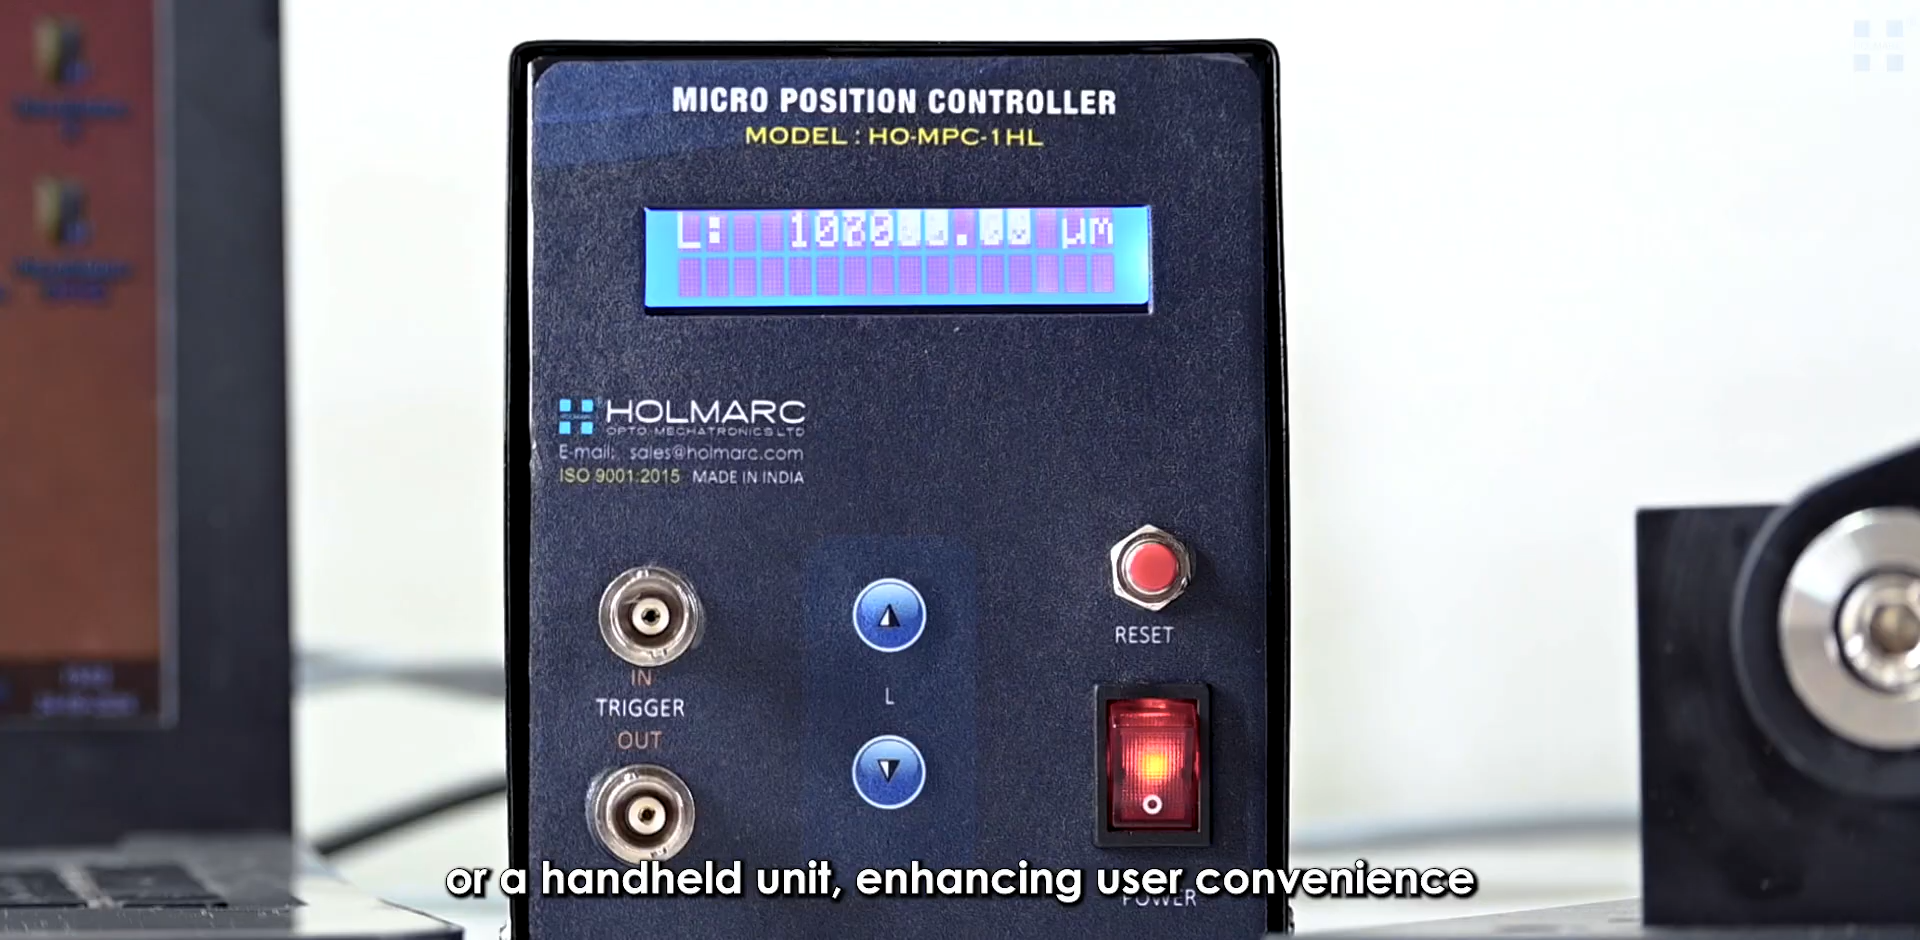 MICRO POSITION CONTROLLER
MODEL : HO-MPC-1HL
L: µm
HOLMARC
OPTO-MECHATRONICS LTD
E-mail: sales@holmarc.com
ISO 9001:2015 MADE IN INDIA
RESET
IN
TRIGGER
OUT
L
POWER
or a handheld unit, enhancing user convenience